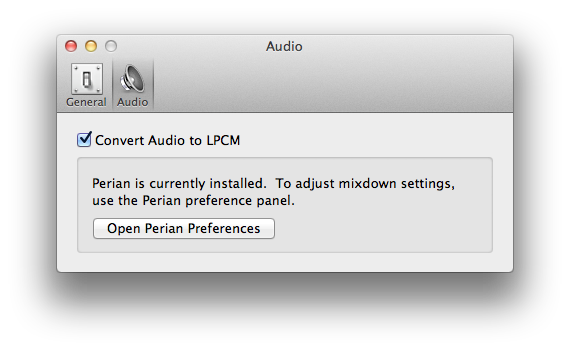 Audio
General
Audio
Convert Audio to LPCM
Perian is currently installed.  To adjust mixdown settings,
use the Perian preference panel.
Open Perian Preferences